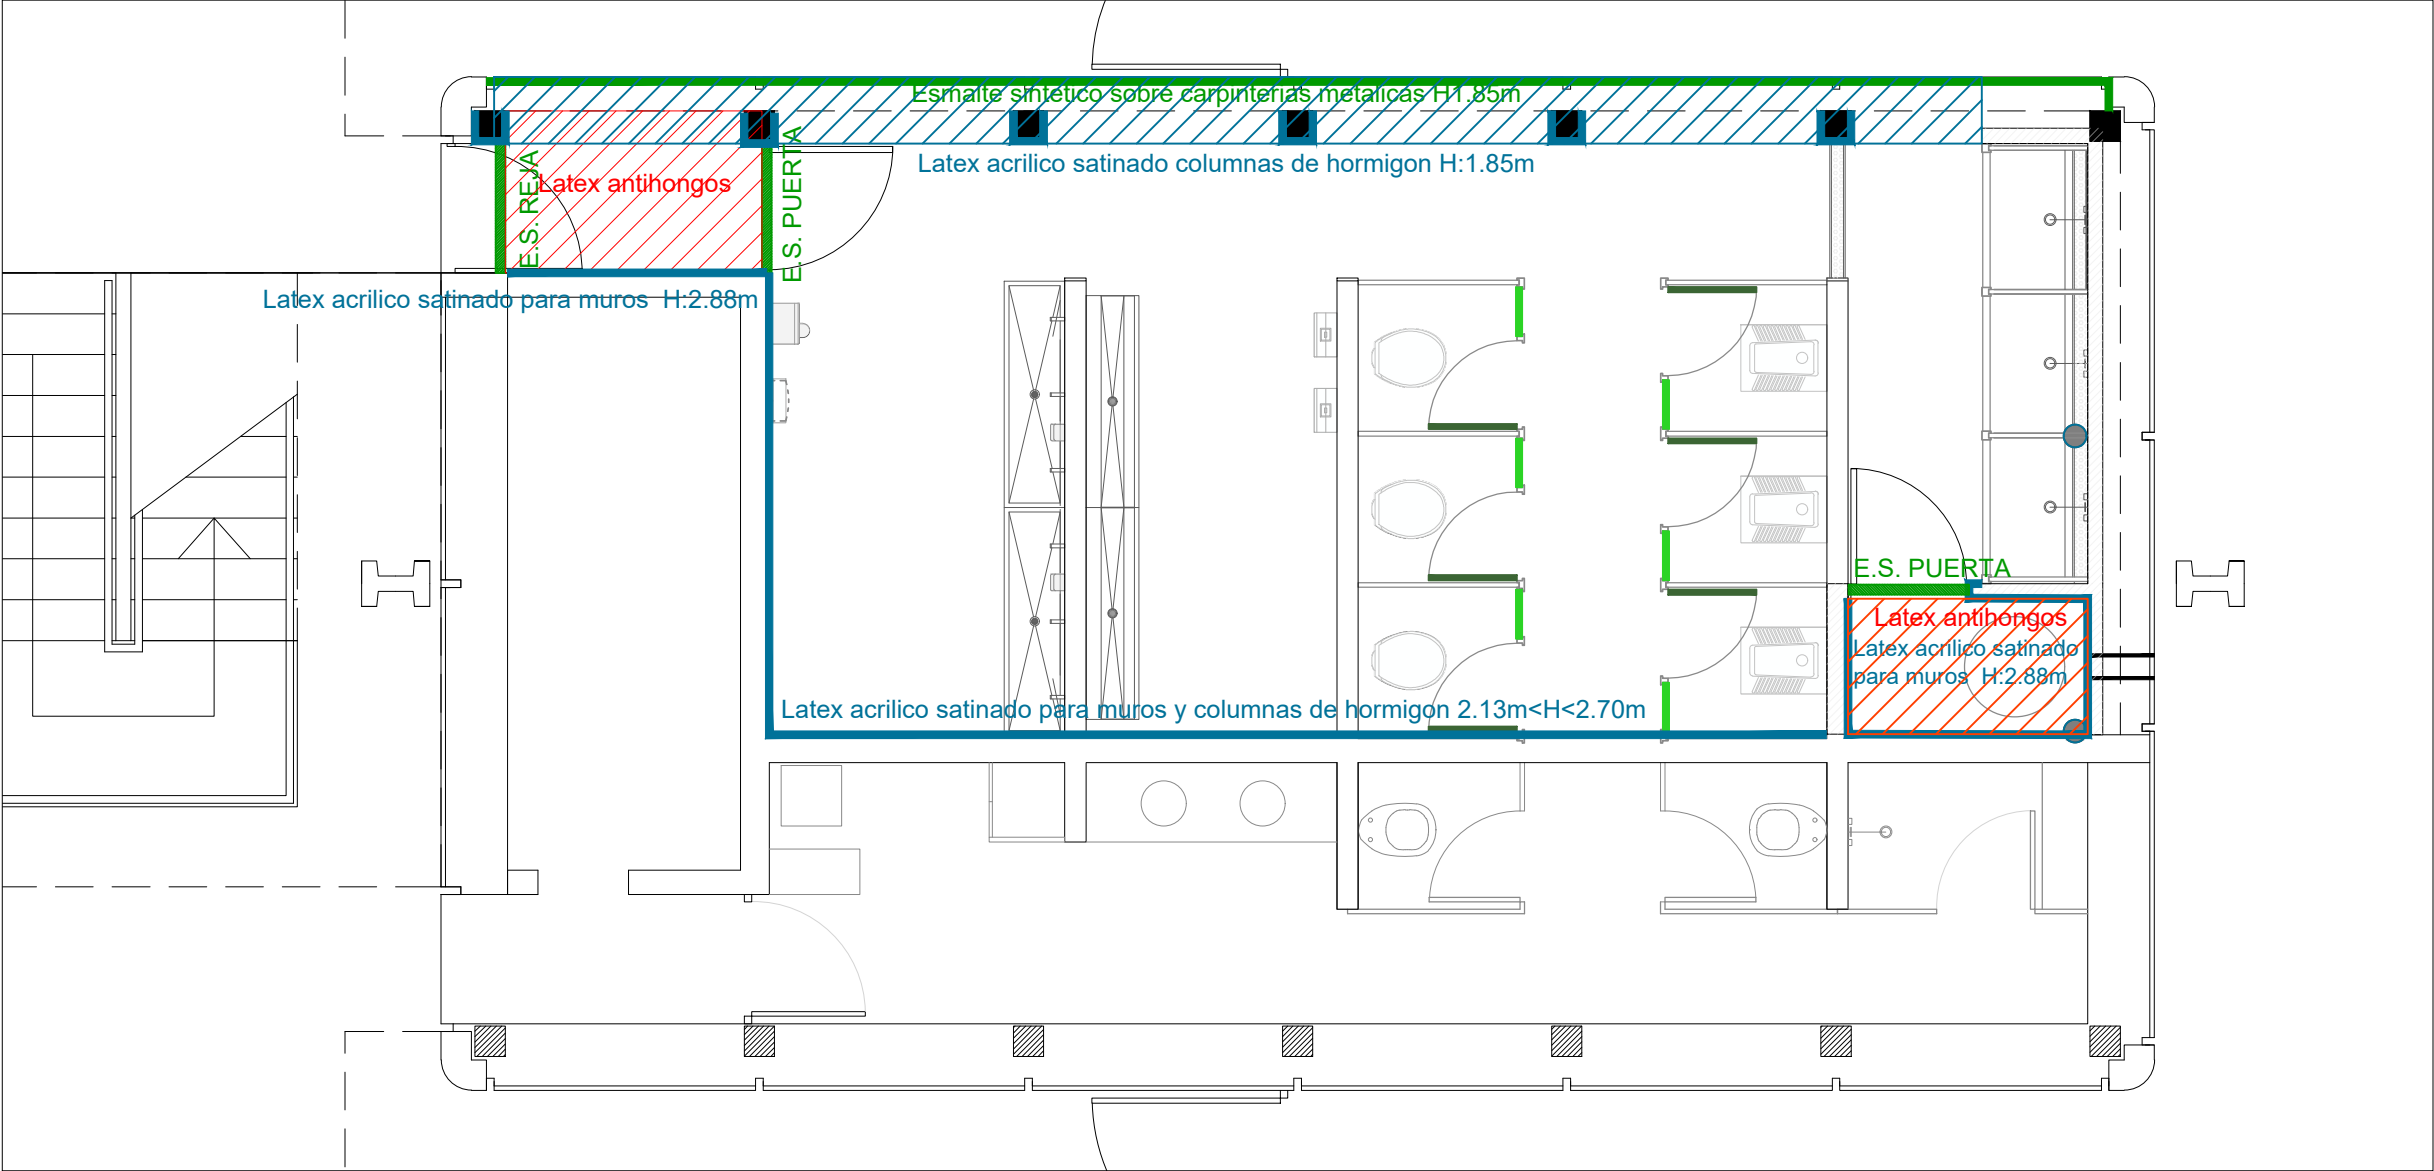 Esmalte sintetico sobre carpinterias metalicas H1.85m
Latex acrilico satinado columnas de hormigon H:1.85m
E.S. REJA
Latex antihongos
E.S. PUERTA
Latex acrilico satinado para muros  H:2.88m
E.S. PUERTA
Latex antihongos
Latex acrilico satinado
para muros  H:2.88m
Latex acrilico satinado para muros y columnas de hormigon 2.13m<H<2.70m